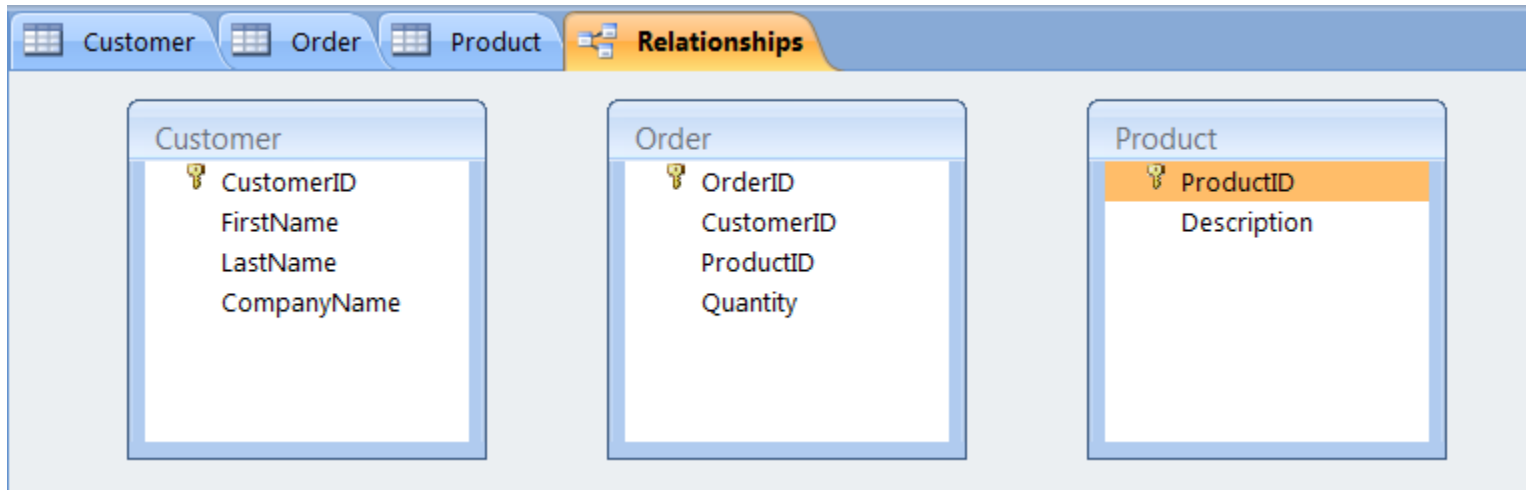 Customer Order Product Relationships
Customer
CustomerID
FirstName
LastName
CompanyName
Order
OrderID
CustomerID
ProductID
Quantity
Product
ProductID
Description